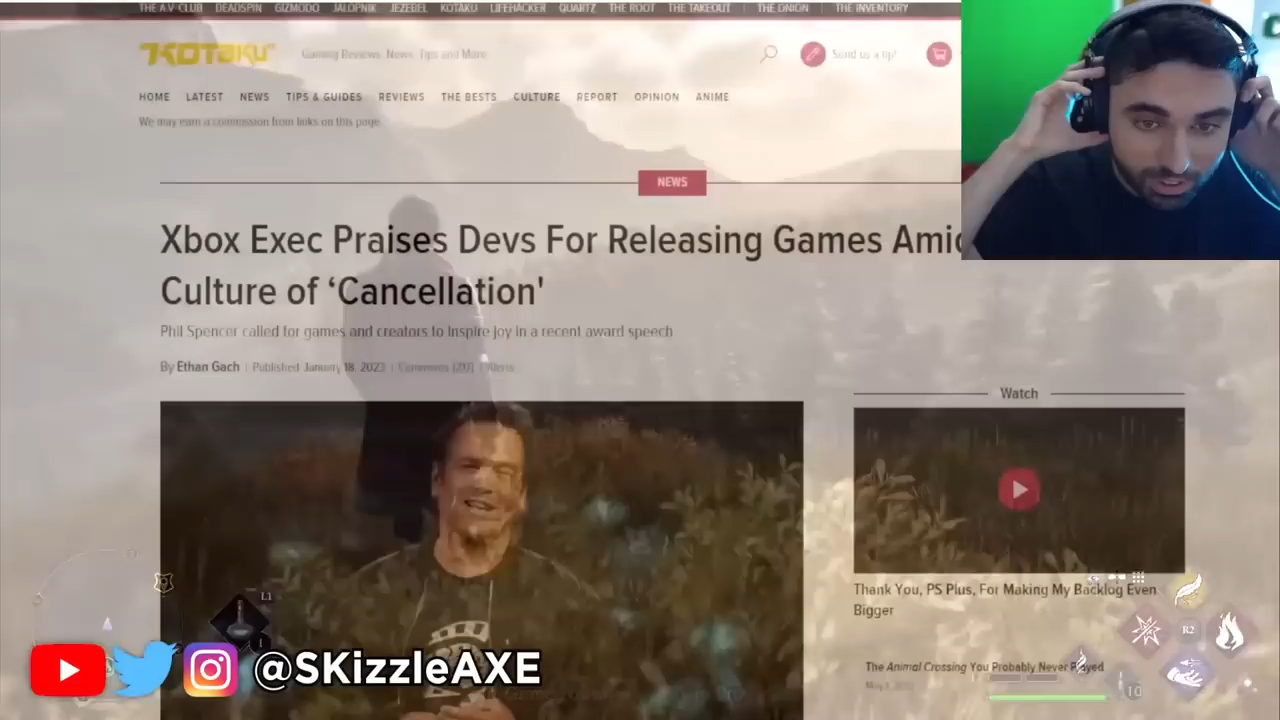 THE A.V. CLUB DEADSPIN GIZMODO JALOPNIK JEZEBEL KOTAKU LIFEHACKER QUARTZ THE ROOT THE TAKEOUT THE ONION THE INVENTORY
KOTAKU Gaming Reviews, News, Tips and More. Send us a tip!
HOME LATEST NEWS TIPS & GUIDES REVIEWS THE BESTS CULTURE REPORT OPINION ANIME
We may earn a commission from links on this page.
NEWS
Xbox Exec Praises Devs For Releasing Games Amid
Culture of ‘Cancellation'
Phil Spencer called for games and creators to inspire joy in a recent award speech
By Ethan Gach | Published January 18, 2023 | Comments | Alerts
Watch
Thank You, PS Plus, For Making My Backlog Even
Bigger
The Animal Crossing You Probably Never Played
L1
R2
10
@SKizzleAXE